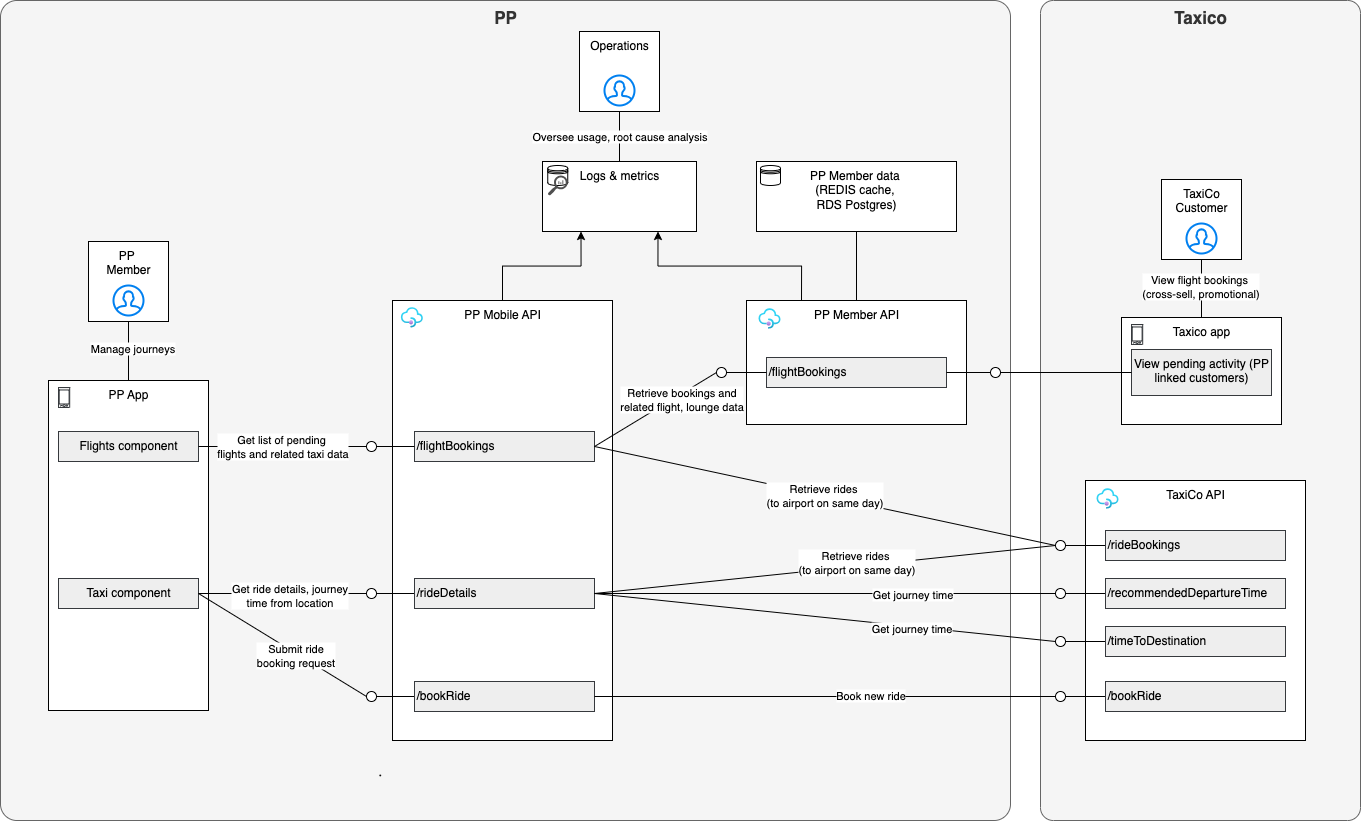 PP
Taxico
Operations
Oversee usage, root cause analysis
Logs & metrics
PP Member data
(REDIS cache,
RDS Postgres)
TaxiCo
Customer
View flight bookings
(cross-sell, promotional)
PP
Member
Manage journeys
PP App
Flights component
Taxi component
Get list of pending
flights and related taxi data
Get ride details, journey
time from location
Submit ride
booking request
PP Mobile API
/flightBookings
/rideDetails
/bookRide
Retrieve bookings and
related flight, lounge data
PP Member API
/flightBookings
Retrieve rides
(to airport on same day)
Retrieve rides
(to airport on same day)
Get journey time
Get journey time
Book new ride
Taxico app
View pending activity (PP
linked customers)
TaxiCo API
/rideBookings
/recommendedDepartureTime
/timeToDestination
/bookRide
.